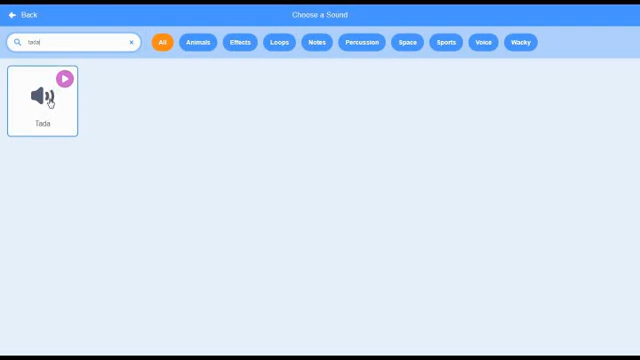 Back
Choose a Sound
tada
All
Animals
Effects
Loops
Notes
Percussion
Space
Sports
Voice
Wacky
Tada